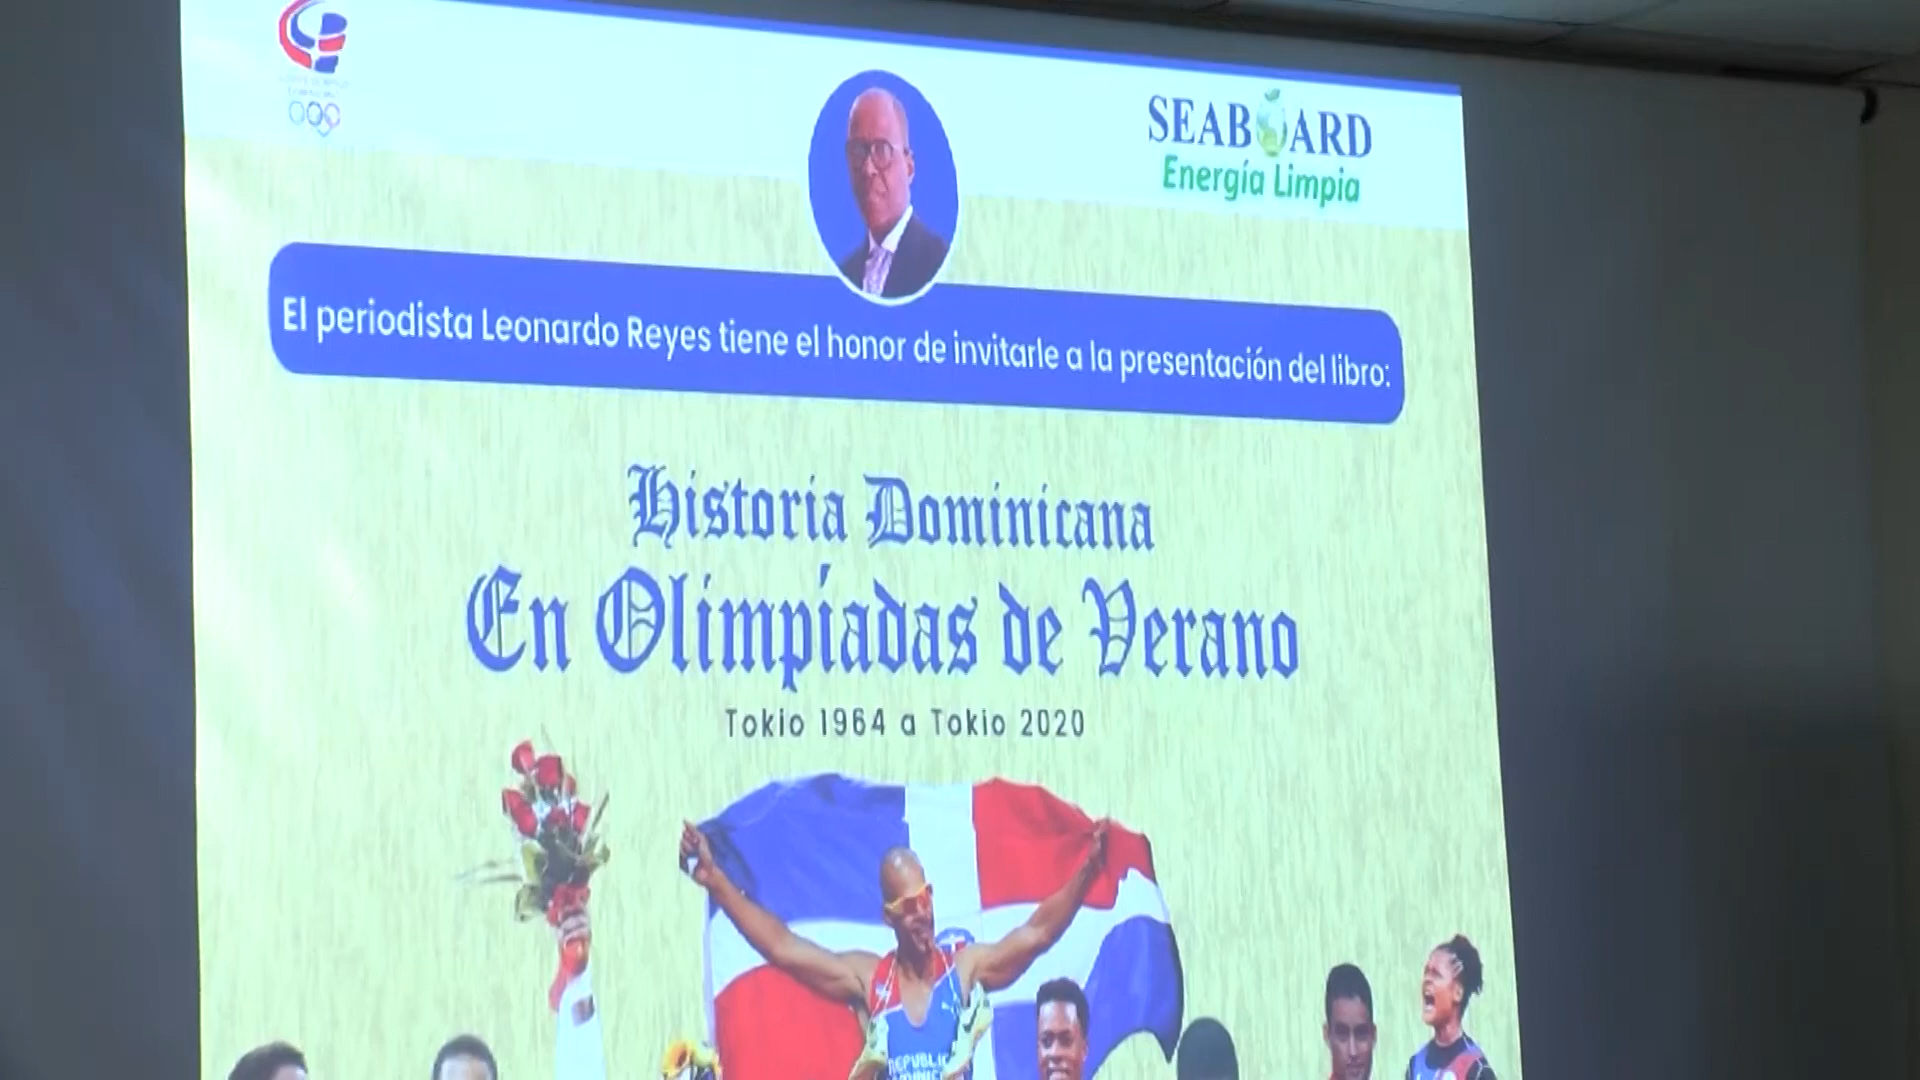 SEABOARD
Energía Limpia
El periodista Leonardo Reyes tiene el honor de invitarle a la presentación del libro:
Historia Dominicana
En Olimpíadas de Verano
Tokio 1964 a Tokio 2020